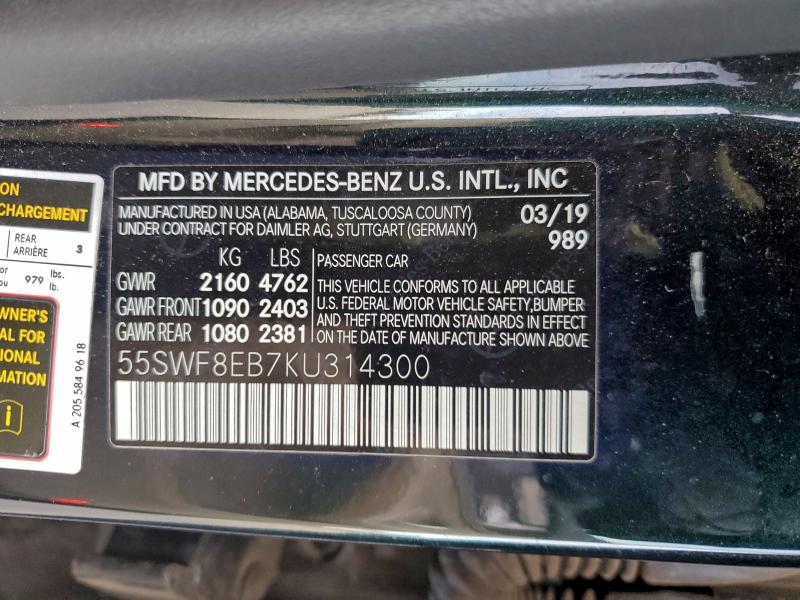 ON
CHARGEMENT
REAR
ARRIÈRE
3
or
ou
979
lbs.
lb.
WNER'S
AL FOR
IONAL
MATION
i
A 205 584 96 18
MFD BY MERCEDES-BENZ U.S. INTL., INC
MANUFACTURED IN USA (ALABAMA, TUSCALOOSA COUNTY) 03/19
UNDER CONTRACT FOR DAIMLER AG, STUTTGART (GERMANY) 989
KG LBS
GVWR 2160 4762
GAWR FRONT 1090 2403
GAWR REAR 1080 2381
PASSENGER CAR
THIS VEHICLE CONFORMS TO ALL APPLICABLE
U.S. FEDERAL MOTOR VEHICLE SAFETY, BUMPER
AND THEFT PREVENTION STANDARDS IN EFFECT
ON THE DATE OF MANUFACTURE SHOWN ABOVE
55SWF8EB7KU314300